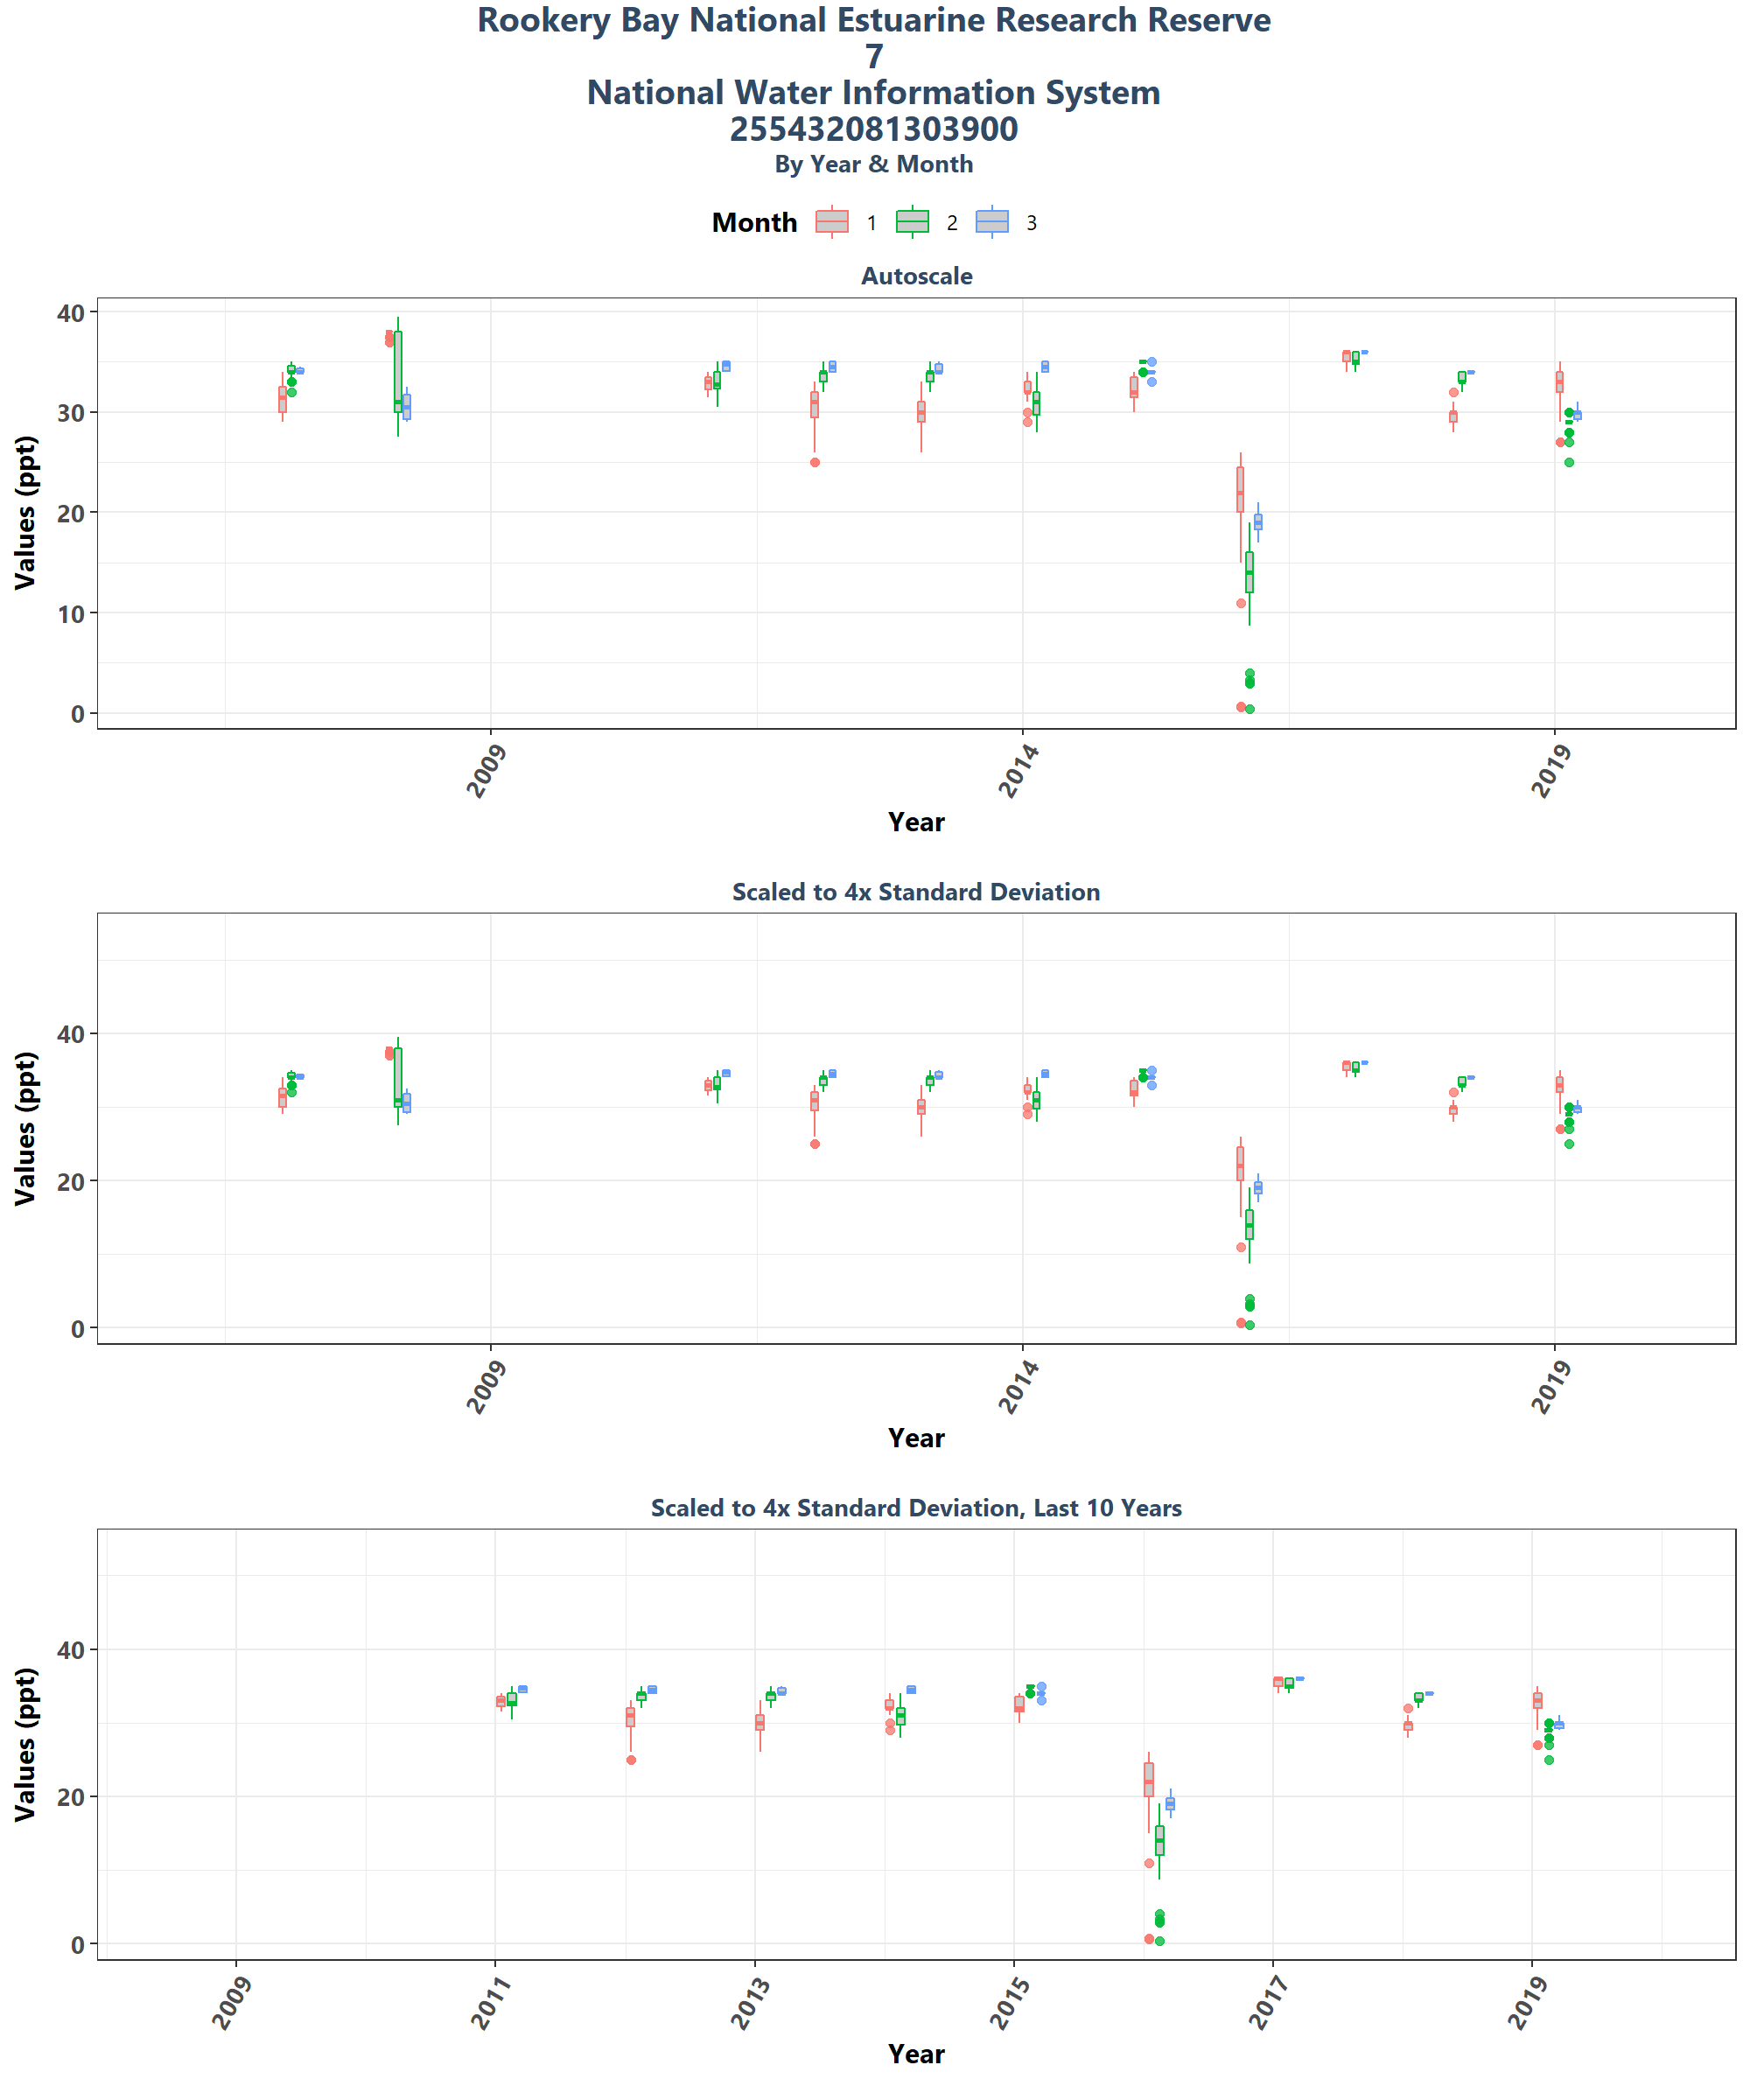 Rookery Bay National Estuarine Research Reserve
7
National Water Information System
255432081303900
By Year & Month
Month 1 2 3
Autoscale
Values (ppt)
40
30
20
10
0
2009 2014 2019
Year
Scaled to 4x Standard Deviation
Values (ppt)
40
20
0
2009 2014 2019
Year
Scaled to 4x Standard Deviation, Last 10 Years
Values (ppt)
40
20
0
2009 2011 2013 2015 2017 2019
Year